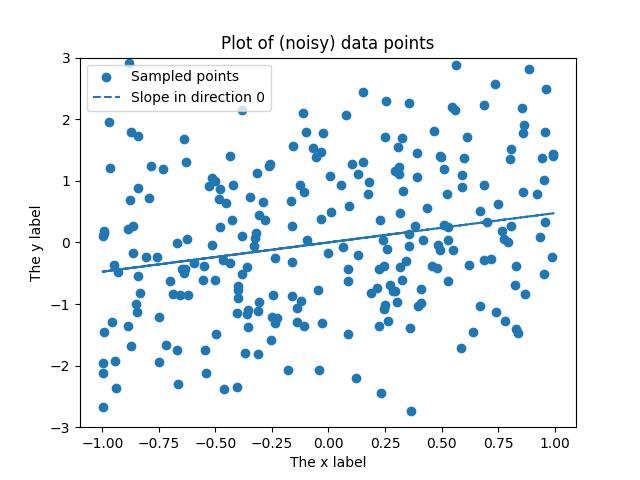 Plot of (noisy) data points
Sampled points
Slope in direction 0
The y label
3
2
1
0
−1
−2
−3
−1.00 −0.75 −0.50 −0.25 0.00 0.25 0.50 0.75 1.00
The x label